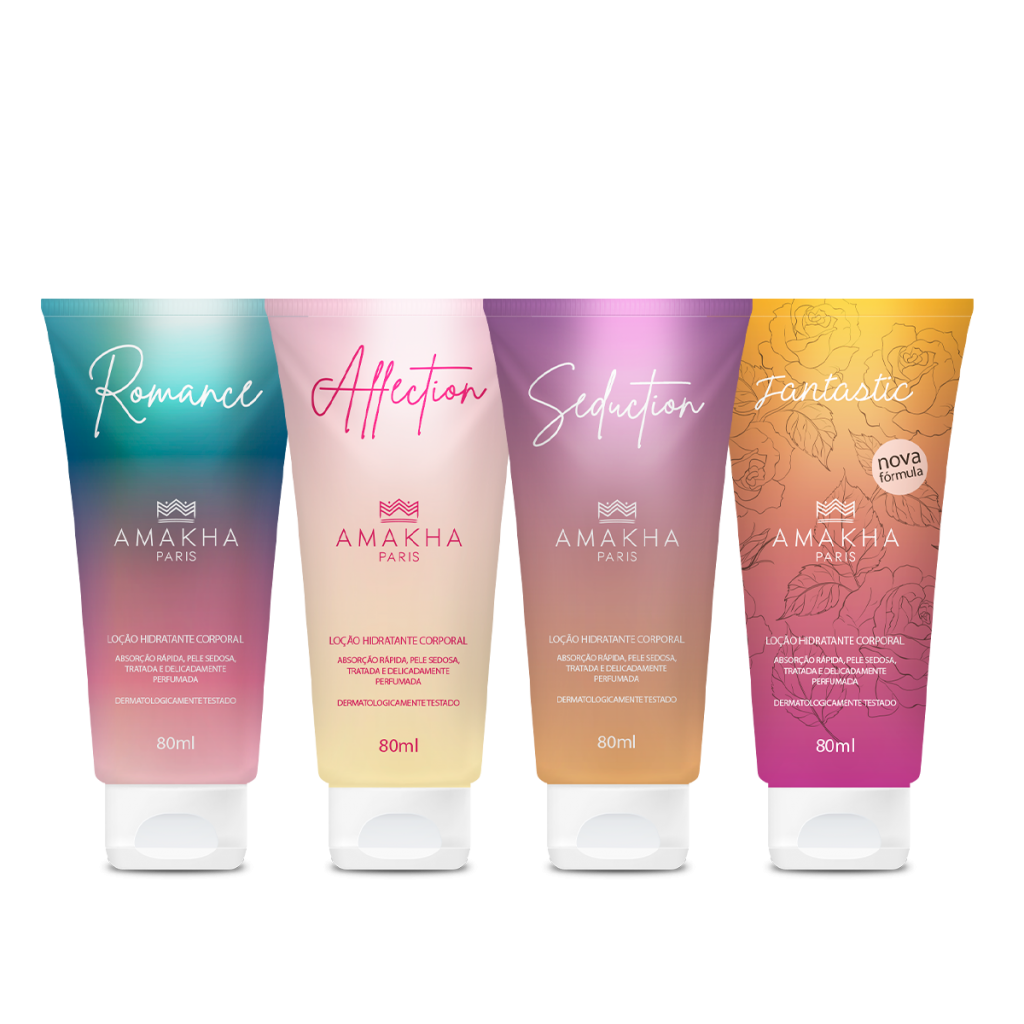 Romance
AMAKHA
PARIS
LOÇÃO HIDRATANTE CORPORAL
ABSORÇÃO RÁPIDA, PELE SEDOSA,
TRATADA E DELICADAMENTE
PERFUMADA
DERMATOLOGICAMENTE TESTADO
80ml
Affection
AMAKHA
PARIS
LOÇÃO HIDRATANTE CORPORAL
ABSORÇÃO RÁPIDA, PELE SEDOSA,
TRATADA E DELICADAMENTE
PERFUMADA
DERMATOLOGICAMENTE TESTADO
80ml
Seduction
AMAKHA
PARIS
LOÇÃO HIDRATANTE CORPORAL
ABSORÇÃO RÁPIDA, PELE SEDOSA,
TRATADA E DELICADAMENTE
PERFUMADA
DERMATOLOGICAMENTE TESTADO
80ml
Fantastic
nova
fórmula
AMAKHA
PARIS
LOÇÃO HIDRATANTE CORPORAL
ABSORÇÃO RÁPIDA, PELE SEDOSA,
TRATADA E DELICADAMENTE
PERFUMADA
DERMATOLOGICAMENTE TESTADO
80ml